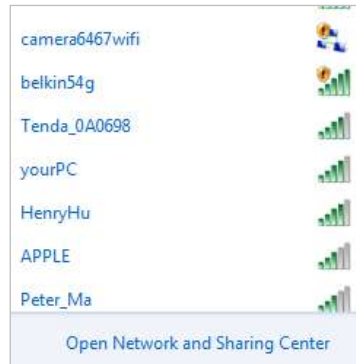 camera6467wifi
belkin54g
Tenda_0A0698
yourPC
HenryHu
APPLE
Peter_Ma
Open Network and Sharing Center